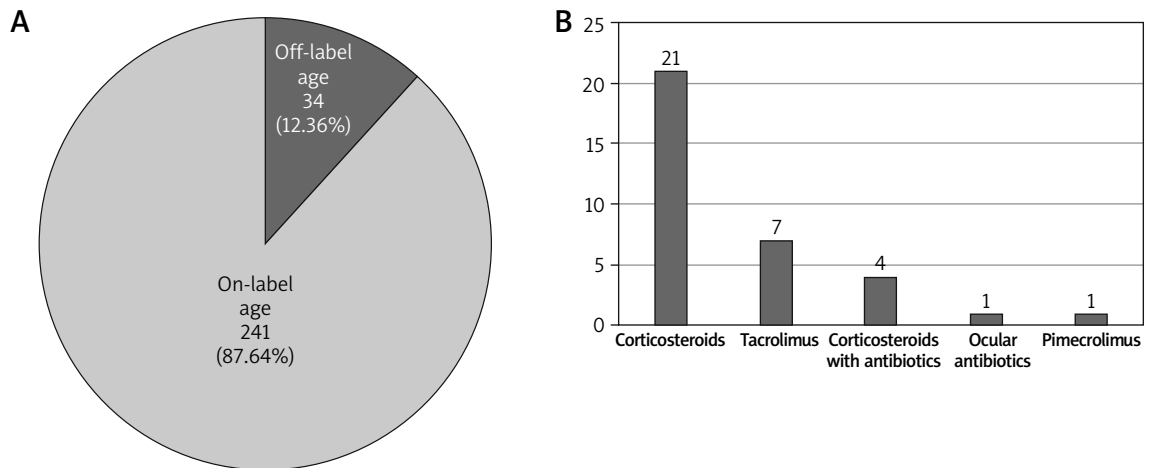 A
Off-label
age
34
(12.36%)
On-label
age
241
(87.64%)
B
25
20
15
10
5
0
21
7
4
1
1
Corticosteroids
Tacrolimus
Corticosteroids
with antibiotics
Ocular
antibiotics
Pimecrolimus